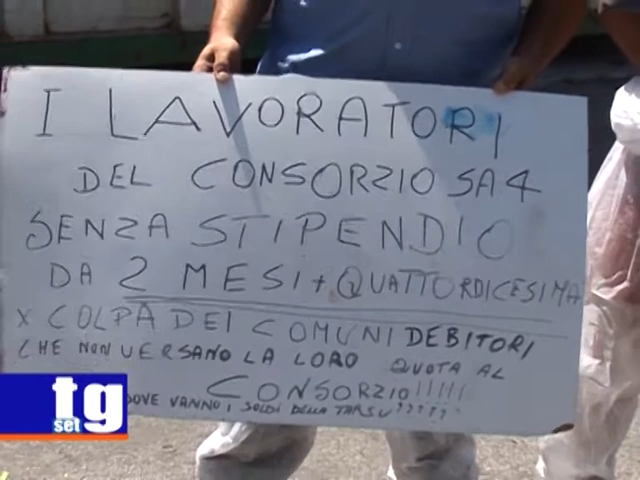 I LAVORATORI
DEL CONSORZIO SA4
SENZA STIPENDIO
DA 2 MESI + QUATTORDICESIMA
X COLPA DEI COMUNI DEBITORI
CHE NON VERSANO LA LORO QUOTA AL
CONSORZIO!!!!!
DOVE VANNO I SOLDI DELLA TARSU?????
tg
set